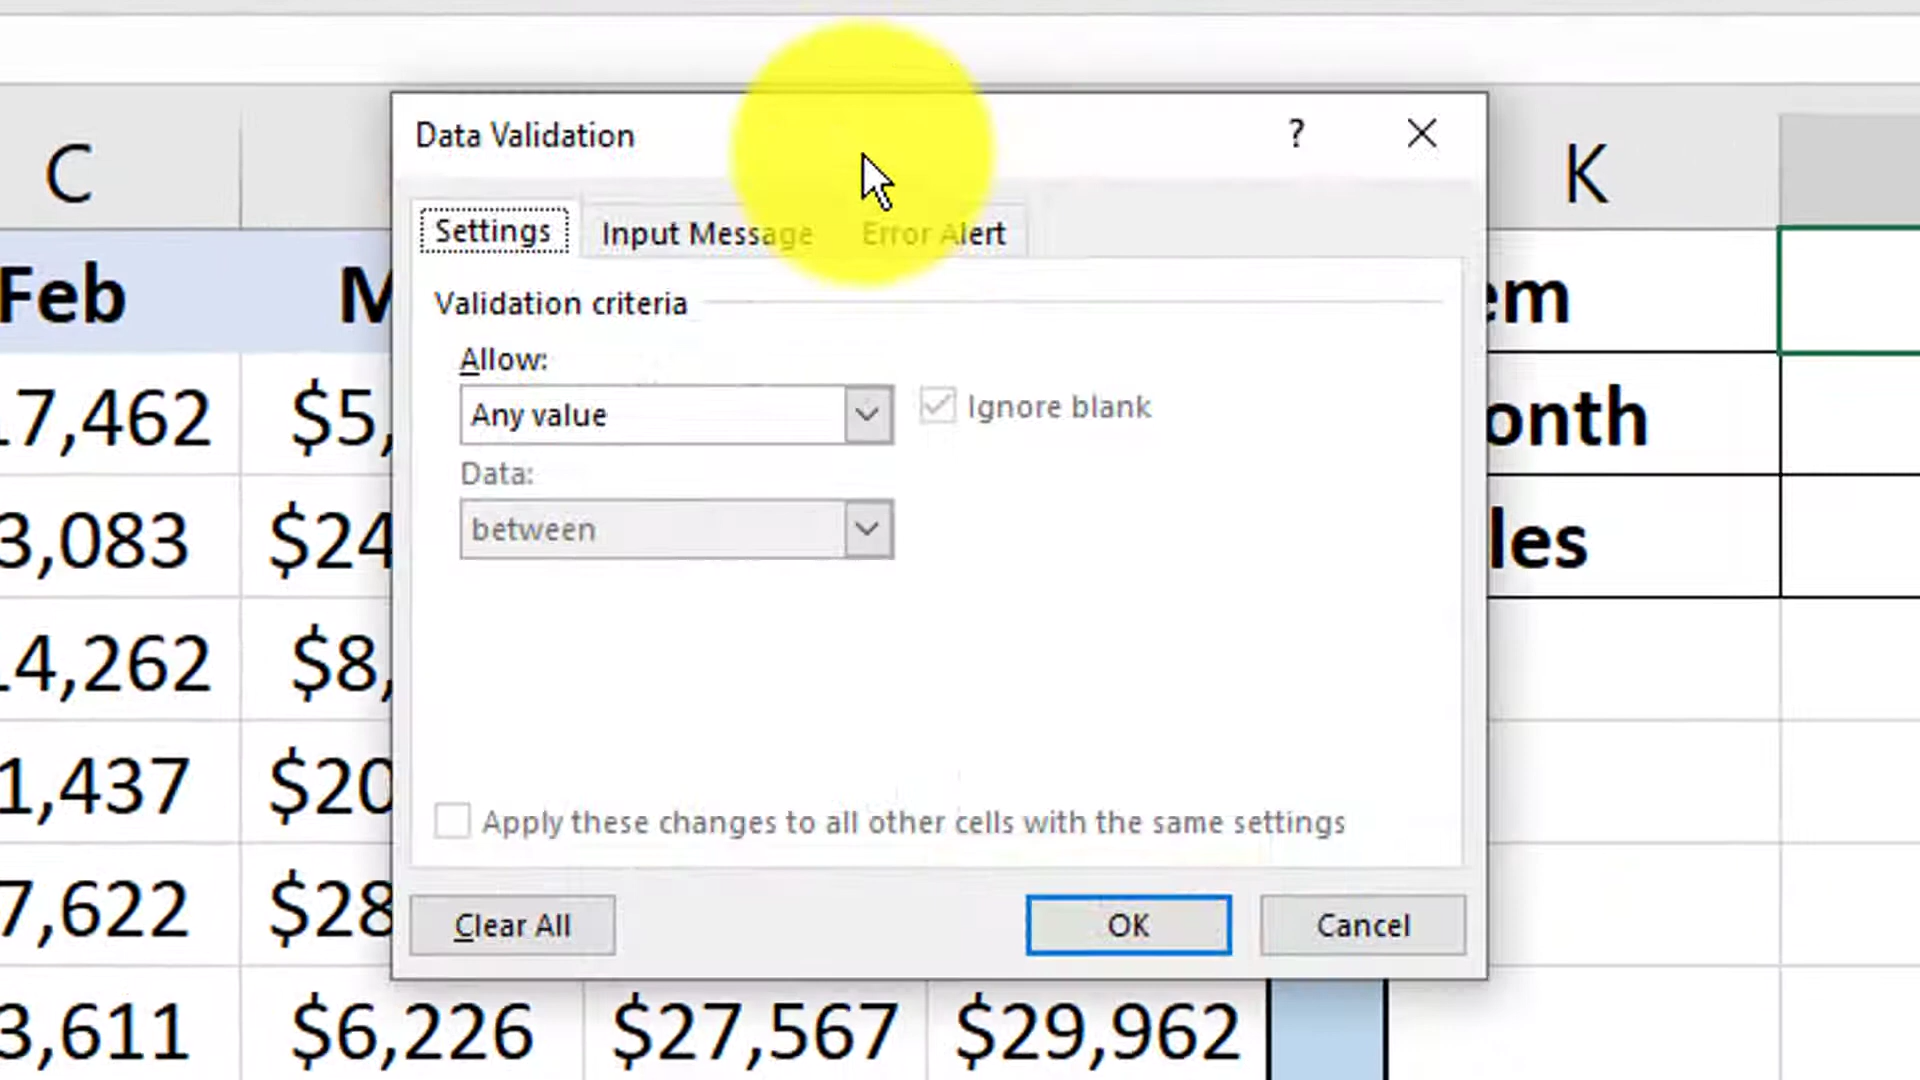 Data Validation ?
C K
Settings Input Message Error Alert
Feb M em
Validation criteria
Allow:
Any value Ignore blank
17,462 $5, onth
Data:
between
3,083 $24 les
14,262 $8,
1,437 $20
Apply these changes to all other cells with the same settings
7,622 $28
Clear All OK Cancel
3,611 $6,226 $27,567 $29,962